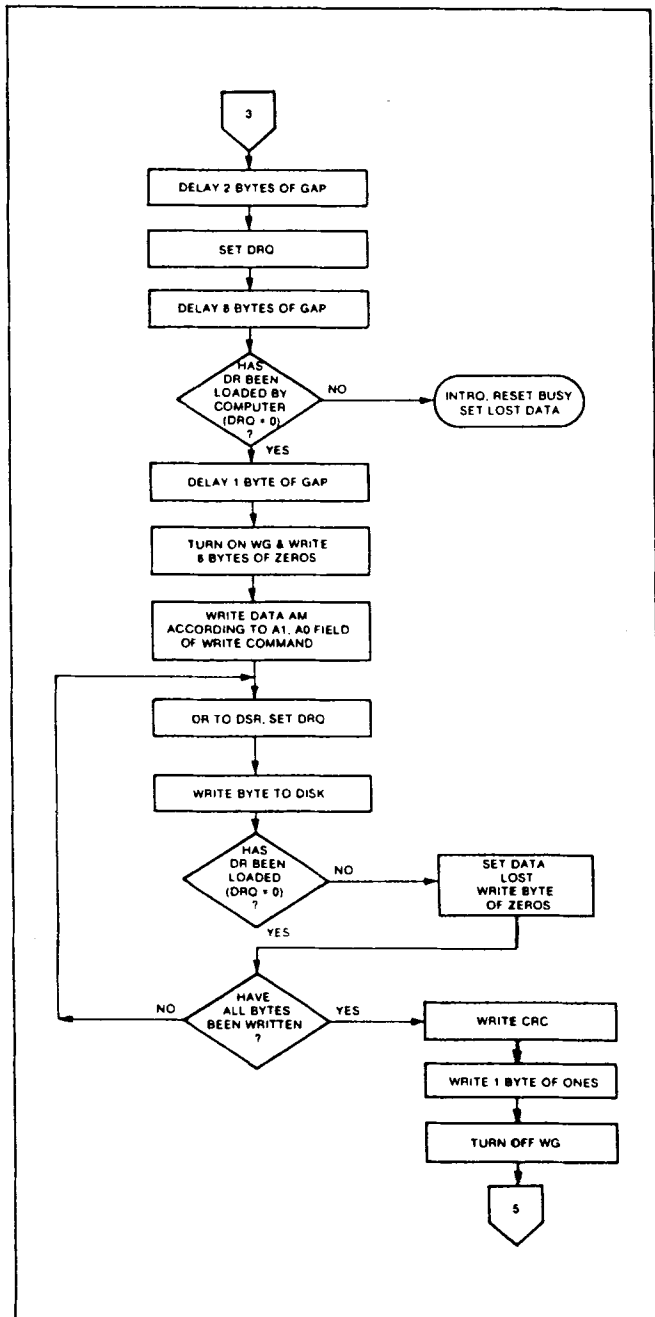 3
DELAY 2 BYTES OF GAP
SET DRQ
DELAY 8 BYTES OF GAP
HAS
DR BEEN
LOADED BY
COMPUTER
(DRQ = 0)
?
NO
INTRQ, RESET BUSY
SET LOST DATA
YES
DELAY 1 BYTE OF GAP
TURN ON WG & WRITE
6 BYTES OF ZEROS
WRITE DATA AM
ACCORDING TO A1, A0 FIELD
OF WRITE COMMAND
DR TO DSR, SET DRQ
WRITE BYTE TO DISK
HAS
DR BEEN
LOADED
(DRQ = 0)
?
NO
SET DATA
LOST
WRITE BYTE
OF ZEROS
YES
NO
HAVE
ALL BYTES
BEEN WRITTEN
?
YES
WRITE CRC
WRITE 1 BYTE OF ONES
TURN OFF WG
5